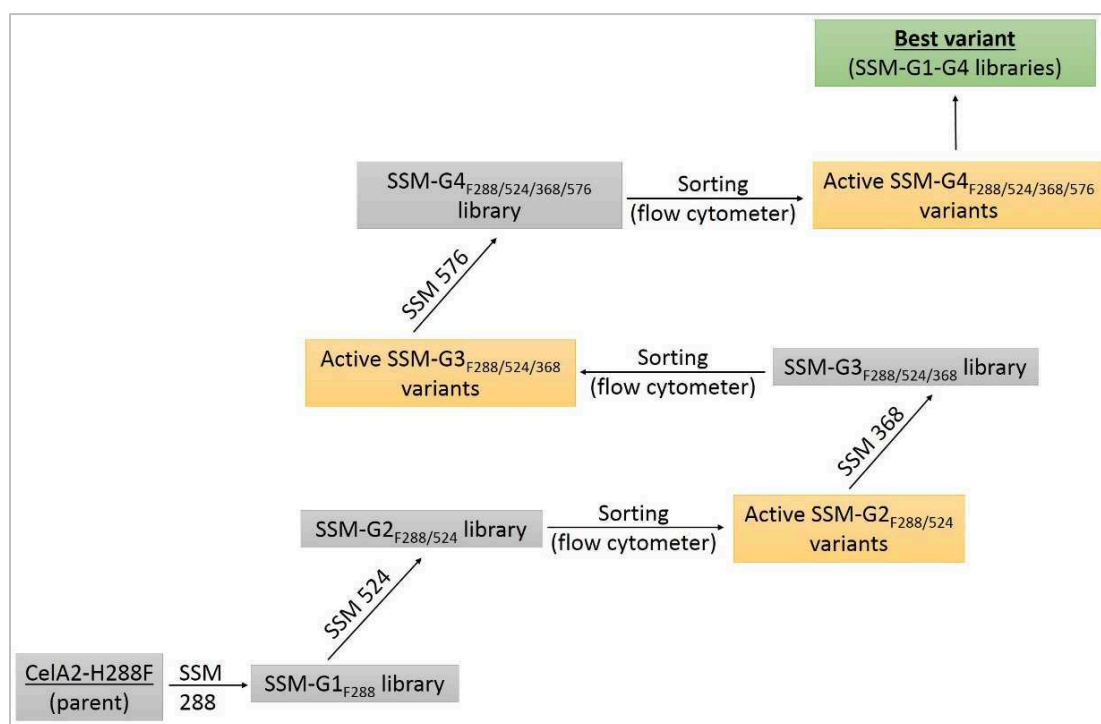 Best variant
(SSM-G1-G4 libraries)
SSM-G4F288/524/368/576
library
Sorting
(flow cytometer)
Active SSM-G4F288/524/368/576
variants
SSM 576
Active SSM-G3F288/524/368
variants
Sorting
(flow cytometer)
SSM-G3F288/524/368 library
SSM 368
SSM-G2F288/524 library
Sorting
(flow cytometer)
Active SSM-G2F288/524
variants
SSM 524
CelA2-H288F
(parent)
SSM
288
SSM-G1F288 library